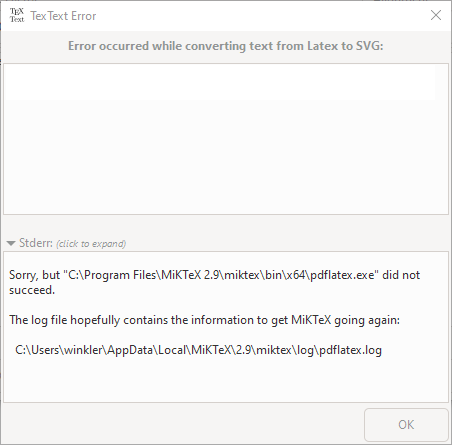 TEX
Text
TexText Error
Error occurred while converting text from Latex to SVG:
Stderr: (click to expand)
Sorry, but "C:\Program Files\MiKTeX 2.9\miktex\bin\x64\pdflatex.exe" did not
succeed.
The log file hopefully contains the information to get MiKTeX going again:
C:\Users\winkler\AppData\Local\MiKTeX\2.9\miktex\log\pdflatex.log
OK